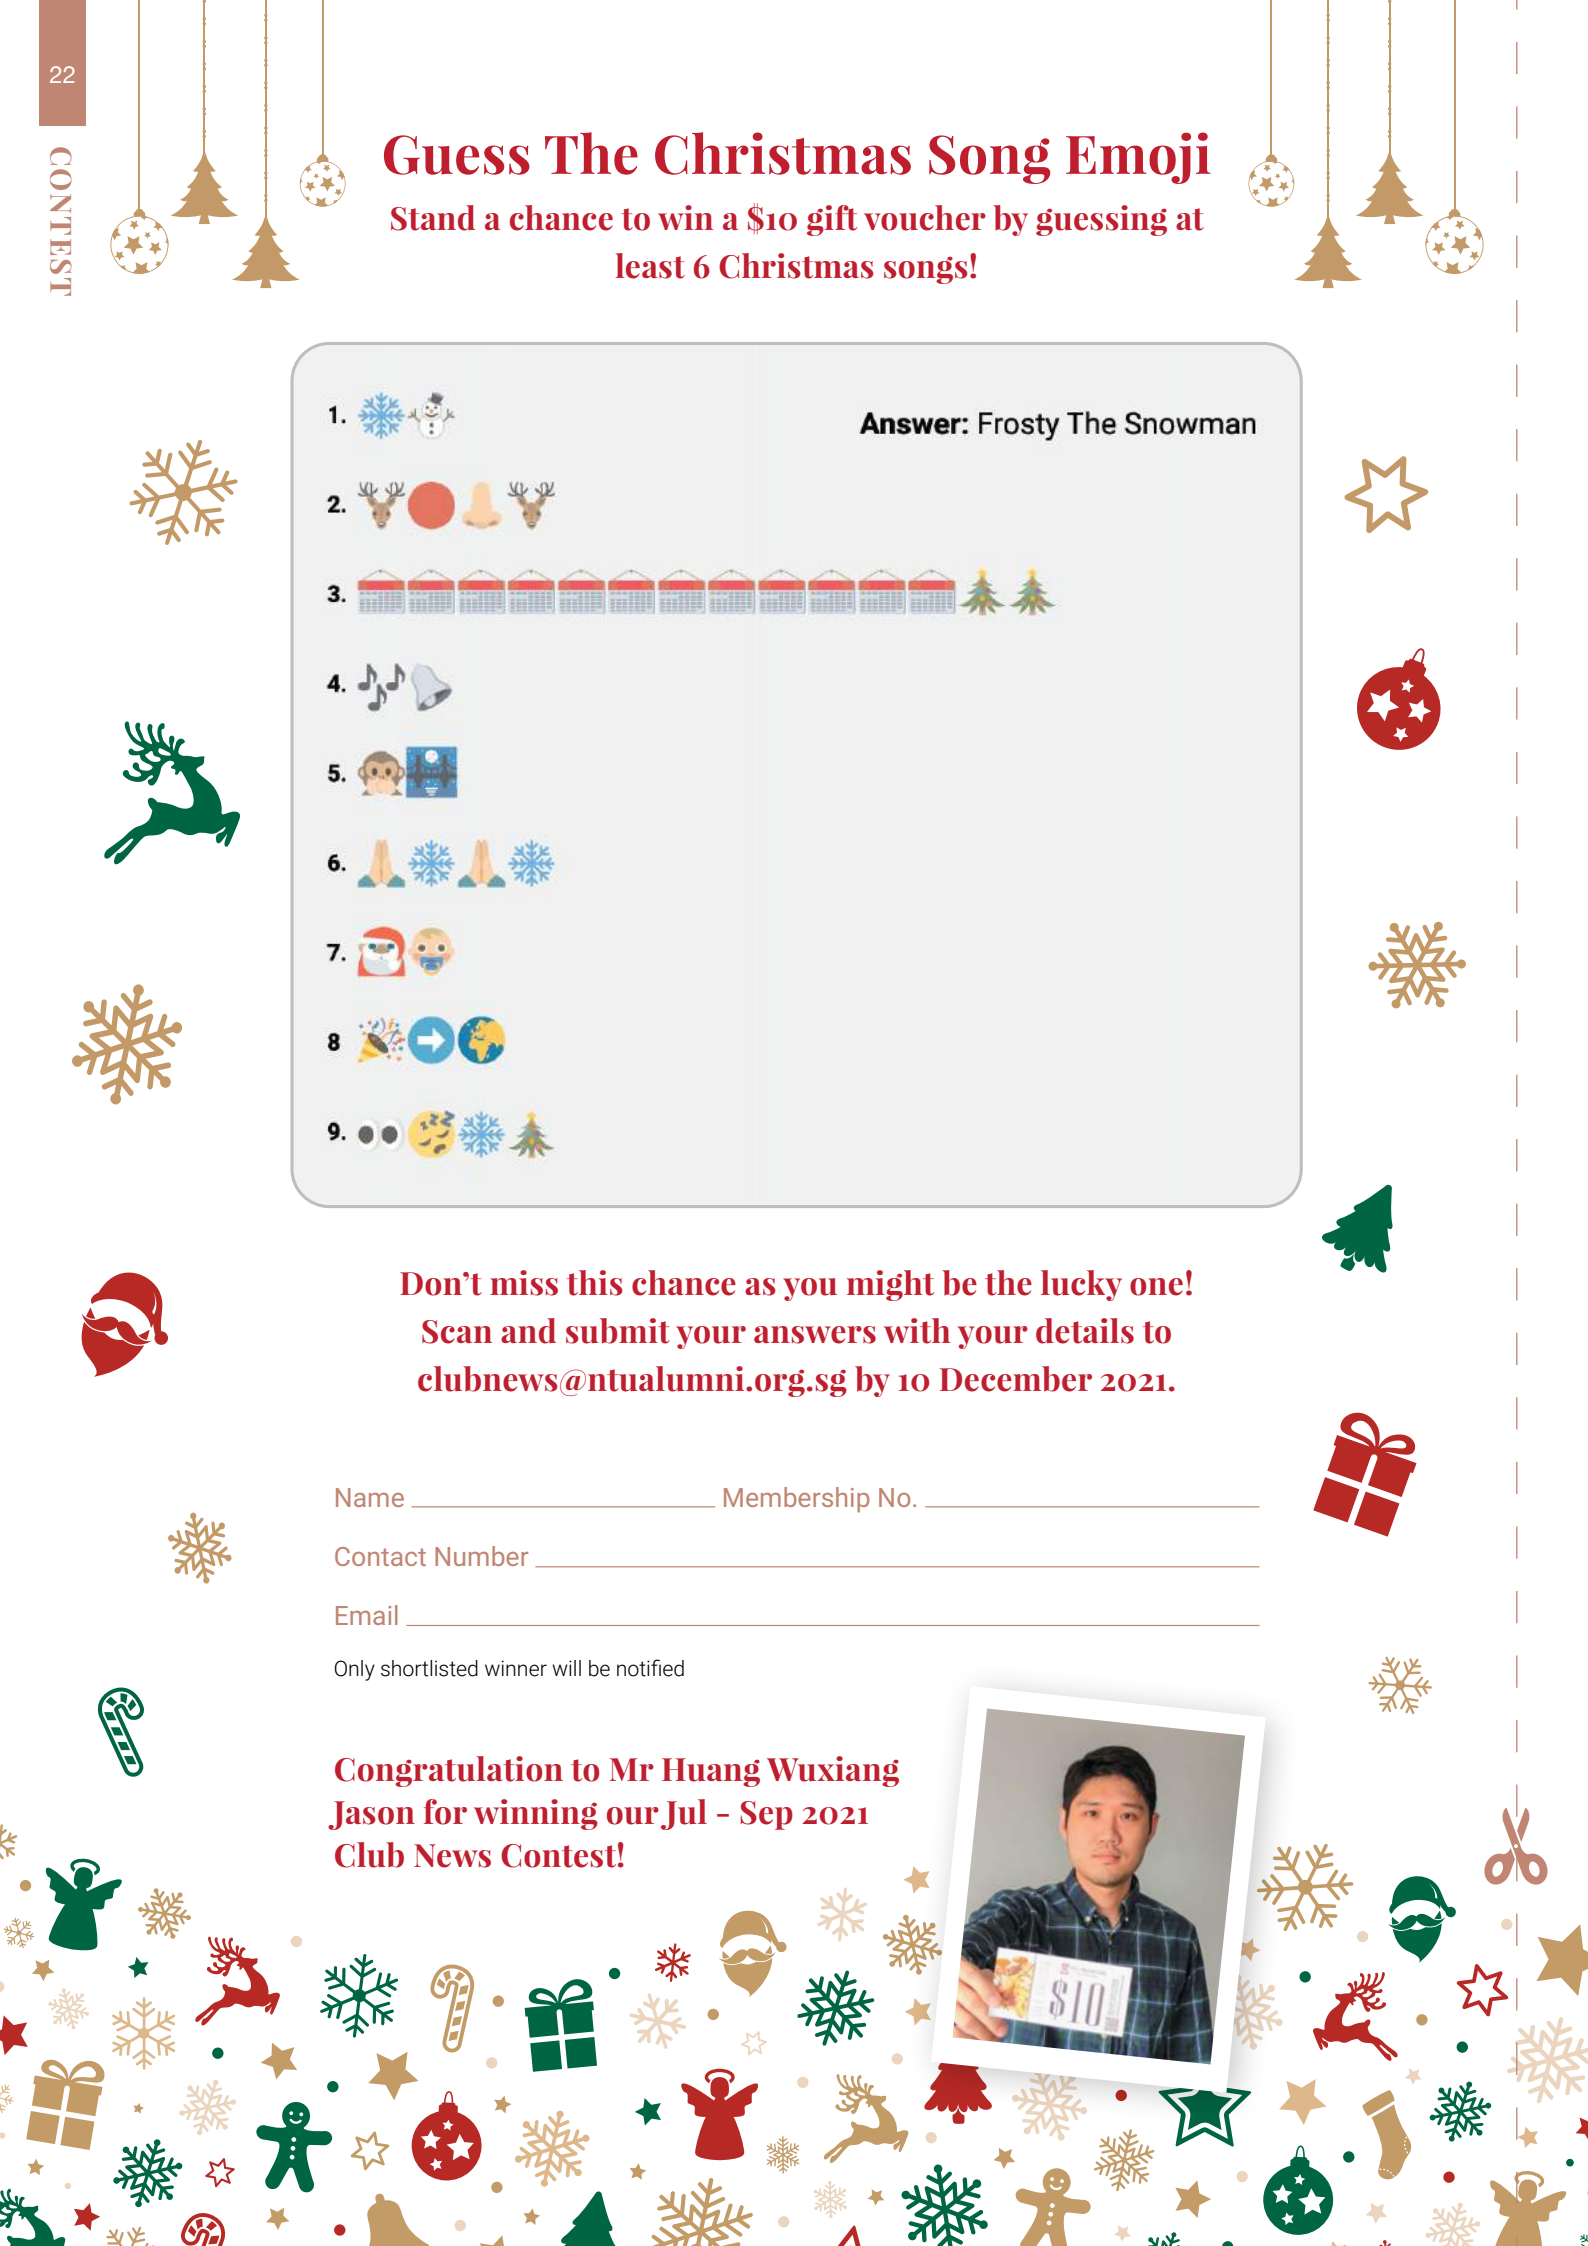 22
CONTEST
Guess The Christmas Song Emoji
Stand a chance to win a $10 gift voucher by guessing at
least 6 Christmas songs!
1.
Answer: Frosty The Snowman
2.
3.
4.
5.
6.
7.
8
9.
Don't miss this chance as you might be the lucky one!
Scan and submit your answers with your details to
clubnews@ntualumni.org.sg by 10 December 2021.
Name Membership No.
Contact Number
Email
Only shortlisted winner will be notified
Congratulation to Mr Huang Wuxiang
Jason for winning our Jul - Sep 2021
Club News Contest!
$10